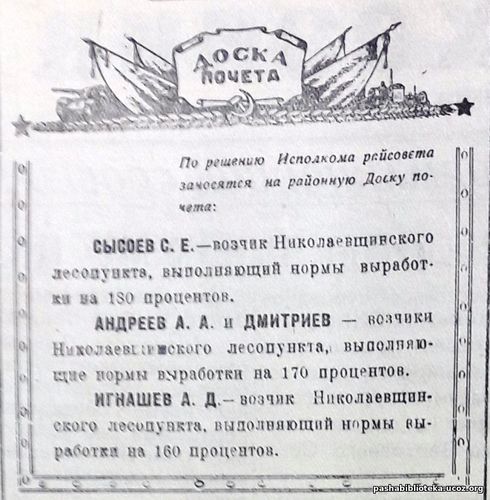 ДОСКА
ПОЧЕТА
По решению Исполкома райсовета
заносятся на районную Доску по-
чета:
СЫСОЕВ С. Е.—возчик Николаевщинского
лесопункта, выполняющий нормы выработ-
ки на 180 процентов.
АНДРЕЕВ А. А. и ДМИТРИЕВ — возчики
Николаевщинского лесопункта, выполняю-
щие нормы выработки на 170 процентов.
ИГНАШЕВ А. Д.—возчик Николаевщин-
ского лесопункта, выполняющий нормы вы-
работки на 160 процентов.
pashabiblioteka.ucoz.org